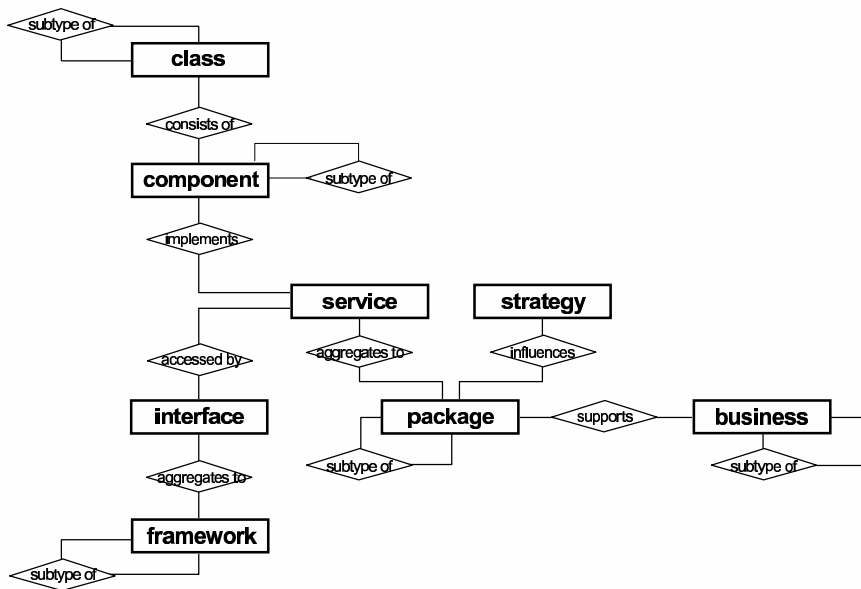 subtype of
class
consists of
component
subtype of
implements
service
strategy
accessed by
aggregates to
influences
interface
package
supports
business
aggregates to
subtype of
subtype of
framework
subtype of